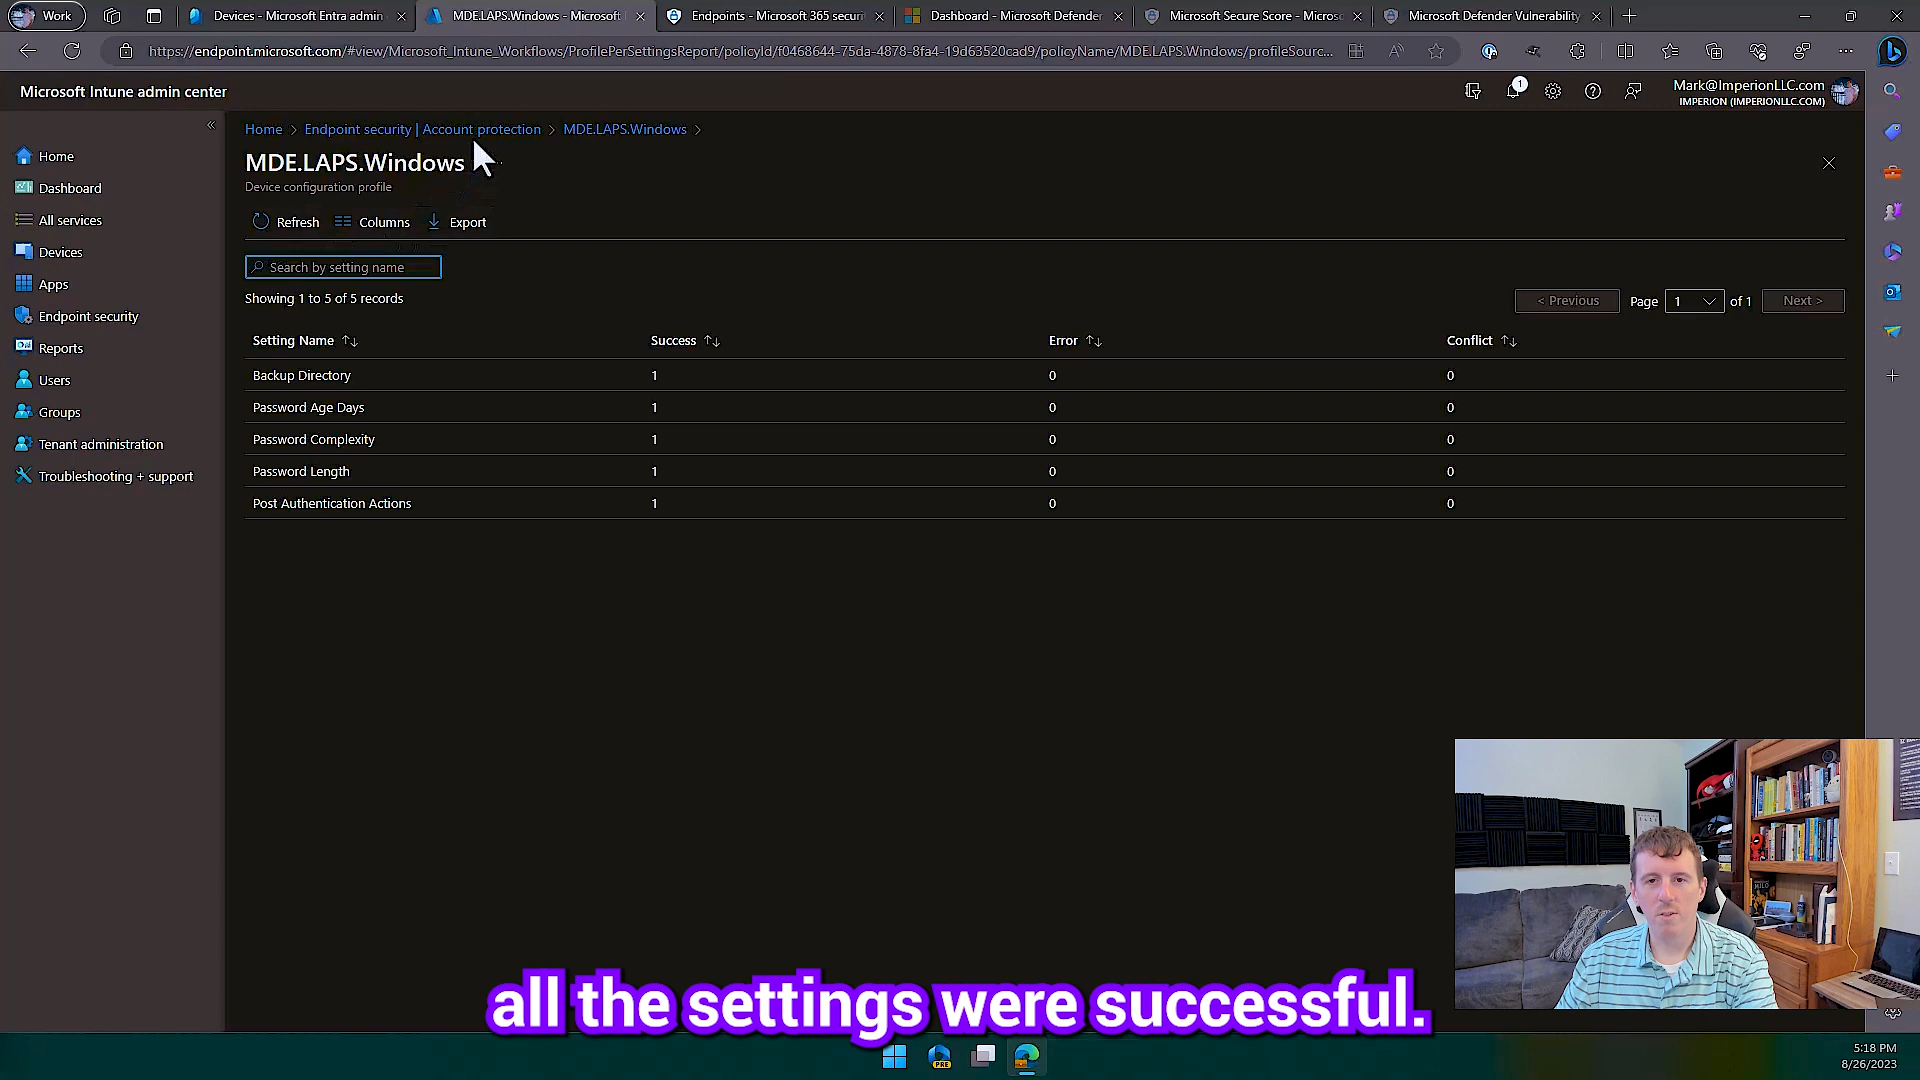 Work
Devices - Microsoft Entra admin
MDE.LAPS.Windows - Microsoft
Endpoints - Microsoft 365 securi
Dashboard - Microsoft Defender
Microsoft Secure Score - Micros
Microsoft Defender Vulnerability
https://endpoint.microsoft.com/#view/Microsoft_Intune_Workflows/ProfilePerSettingsReport/policyId/f0468644-75da-4878-8fa4-19d63520cad9/policyName/MDE.LAPS.Windows/profileSourc...
Microsoft Intune admin center
1
Mark@ImperionLLC.com
IMPERION (IMPERIONLLC.COM)
Home > Endpoint security | Account protection > MDE.LAPS.Windows >
MDE.LAPS.Windows
Device configuration profile
Home
Dashboard
All services
Devices
Apps
Endpoint security
Reports
Users
Groups
Tenant administration
Troubleshooting + support
Refresh Columns Export
Search by setting name
Showing 1 to 5 of 5 records
< Previous Page 1 of 1 Next >
Setting Name Success Error Conflict
Backup Directory 1 0 0
Password Age Days 1 0 0
Password Complexity 1 0 0
Password Length 1 0 0
Post Authentication Actions 1 0 0
all the settings were successful.
PRE
5:18 PM
8/26/2023